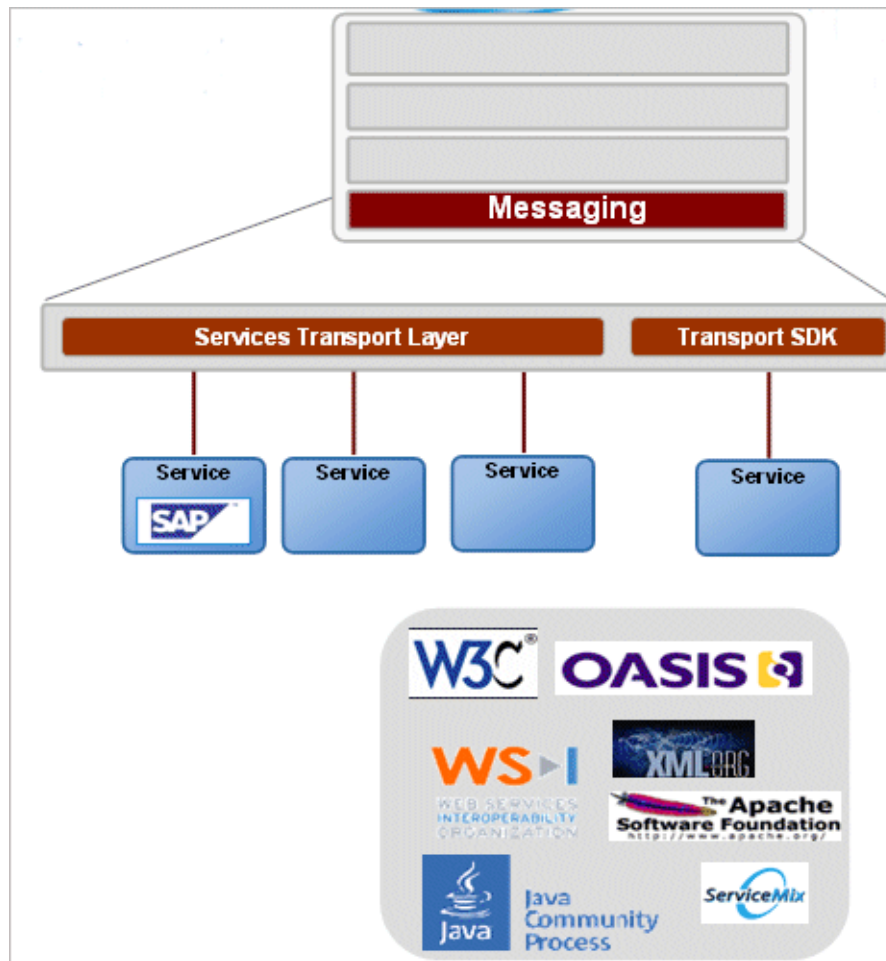 Messaging
Services Transport Layer
Transport SDK
Service
Service
Service
Service
SAP™
W3C®
OASIS
WS I
WEB SERVICES
INTEROPERABILITY
ORGANIZATION
XML.ORG
The Apache
Software Foundation
http://www.apache.org/
Java
Java
Community
Process
ServiceMix